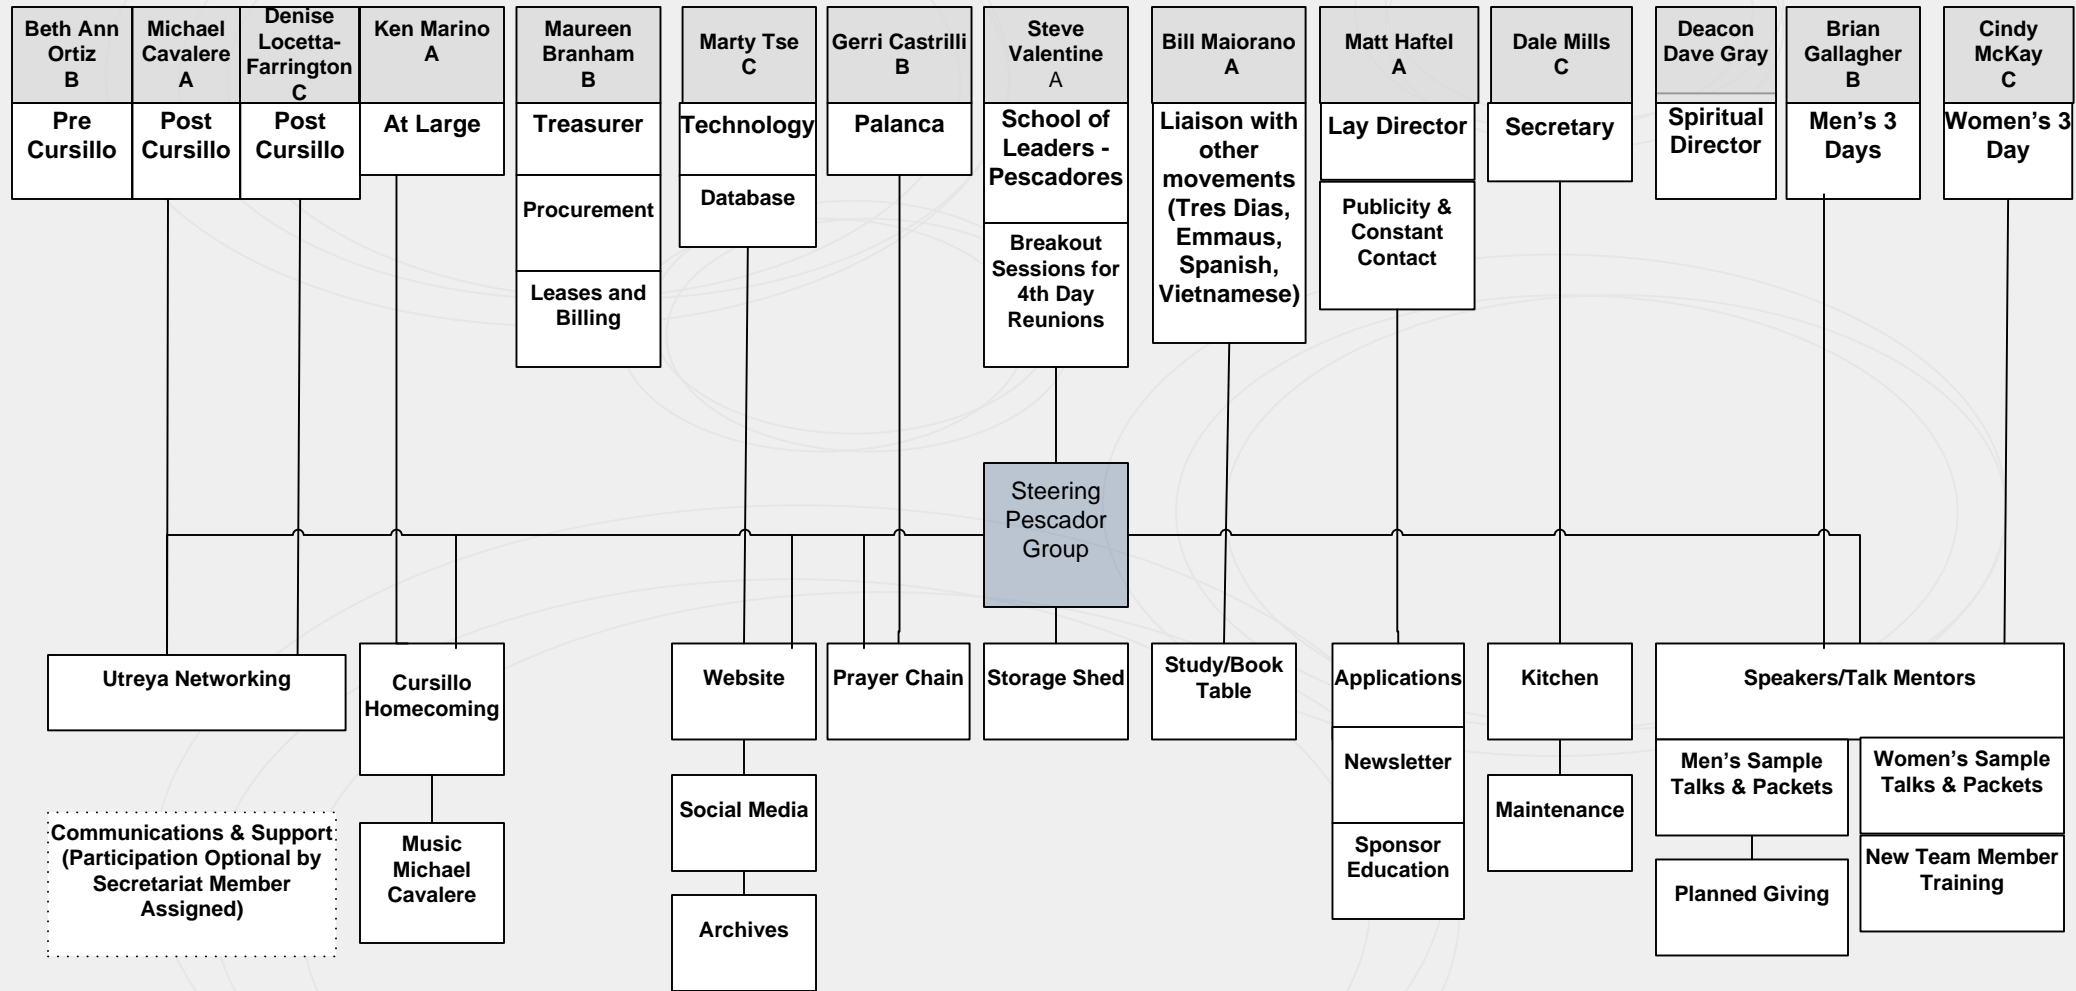 Beth Ann
Ortiz
B
Michael
Cavalere
A
Denise
Locetta-
Farrington
C
Ken Marino
A
Maureen
Branham
B
Marty Tse
C
Gerri Castrilli
B
Steve
Valentine
A
Bill Maiorano
A
Matt Haftel
A
Dale Mills
C
Deacon
Dave Gray
Brian
Gallagher
B
Cindy
McKay
C
Pre
Cursillo
Post
Cursillo
Post
Cursillo
At Large
Treasurer
Procurement
Leases and
Billing
Technology
Database
Palanca
School of
Leaders -
Pescadores
Breakout
Sessions for
4th Day
Reunions
Liaison with
other
movements
(Tres Dias,
Emmaus,
Spanish,
Vietnamese)
Lay Director
Publicity &
Constant
Contact
Secretary
Spiritual
Director
Men’s 3
Days
Women’s 3
Day
Steering
Pescador
Group
Utreya Networking
Cursillo
Homecoming
Music
Michael
Cavalere
Website
Social Media
Archives
Prayer Chain
Storage Shed
Study/Book
Table
Applications
Newsletter
Sponsor
Education
Kitchen
Maintenance
Speakers/Talk Mentors
Men’s Sample
Talks & Packets
Planned Giving
Women’s Sample
Talks & Packets
New Team Member
Training
Communications & Support
(Participation Optional by
Secretariat Member
Assigned)